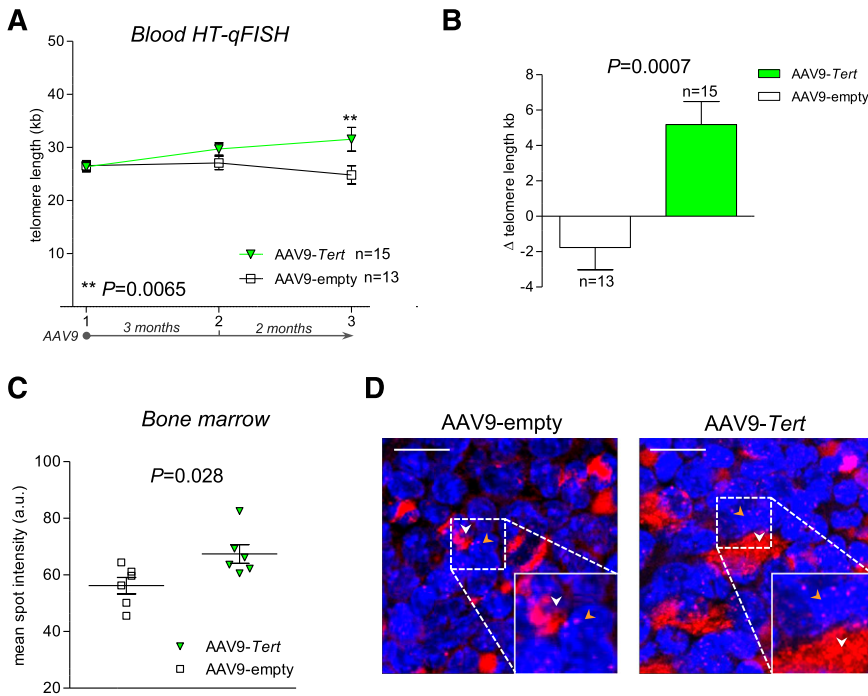 A
Blood HT-qFISH
telomere length (kb)
50
40
30
20
10
**
AAV9-Tert n=15
AAV9-empty n=13
** P=0.0065
1 2 3
AAV9 3 months 2 months
B
P=0.0007
AAV9-Tert
AAV9-empty
Δ telomere length kb
8
6
4
2
0
-2
-4
n=15
n=13
C
Bone marrow
P=0.028
mean spot intensity (a.u.)
100
80
60
40
20
AAV9-Tert
AAV9-empty
D
AAV9-empty
AAV9-Tert